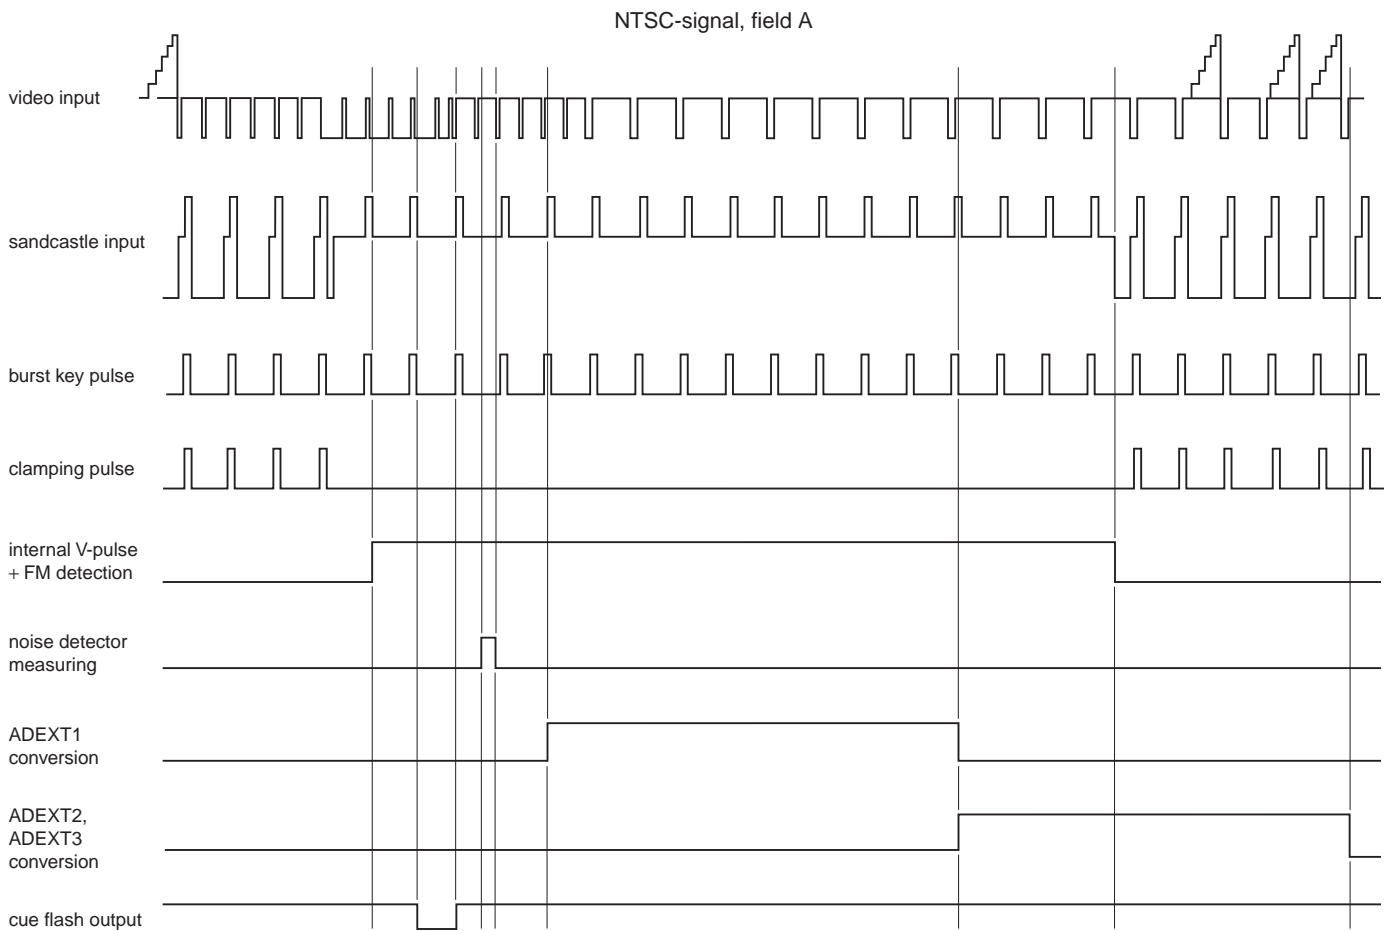 NTSC-signal, field A
video input
sandcastle input
burst key pulse
clamping pulse
internal V-pulse
+ FM detection
noise detector
measuring
ADEXT1
conversion
ADEXT2,
ADEXT3
conversion
cue flash output